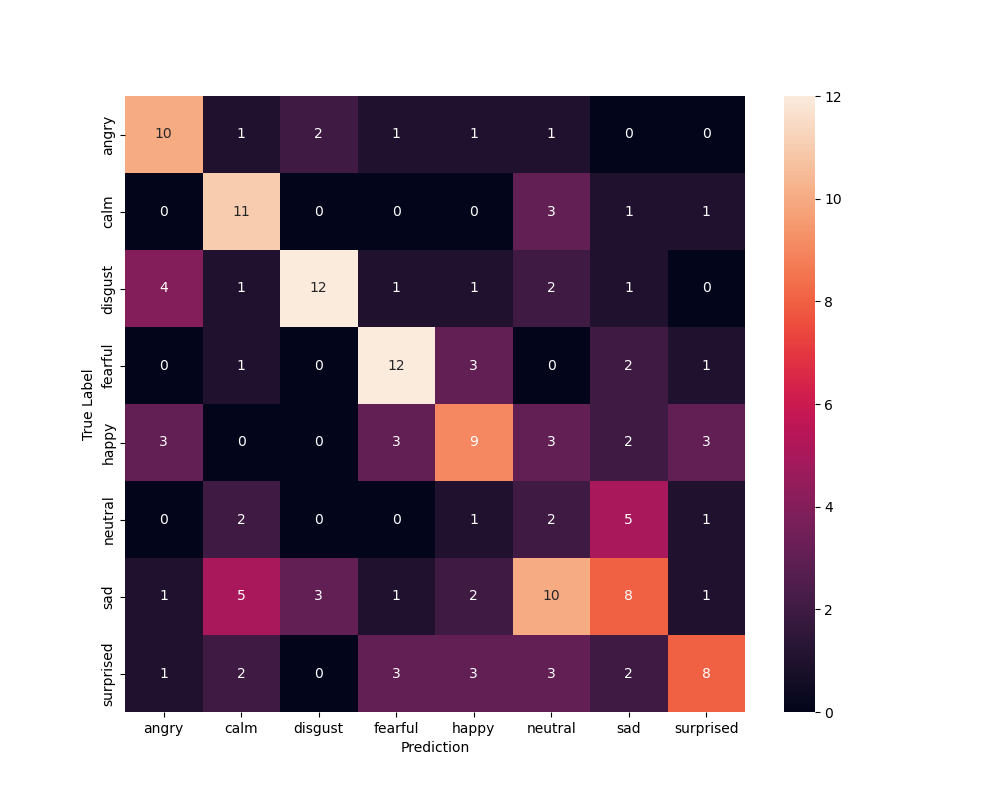 angry 10 1 2 1 1 1 0 0
calm 0 11 0 0 0 3 1 1
disgust 4 1 12 1 1 2 1 0
fearful 0 1 0 12 3 0 2 1
happy 3 0 0 3 9 3 2 3
neutral 0 2 0 0 1 2 5 1
sad 1 5 3 1 2 10 8 1
surprised 1 2 0 3 3 3 2 8
True Label
angry calm disgust fearful happy neutral sad surprised
Prediction
12
10
8
6
4
2
0